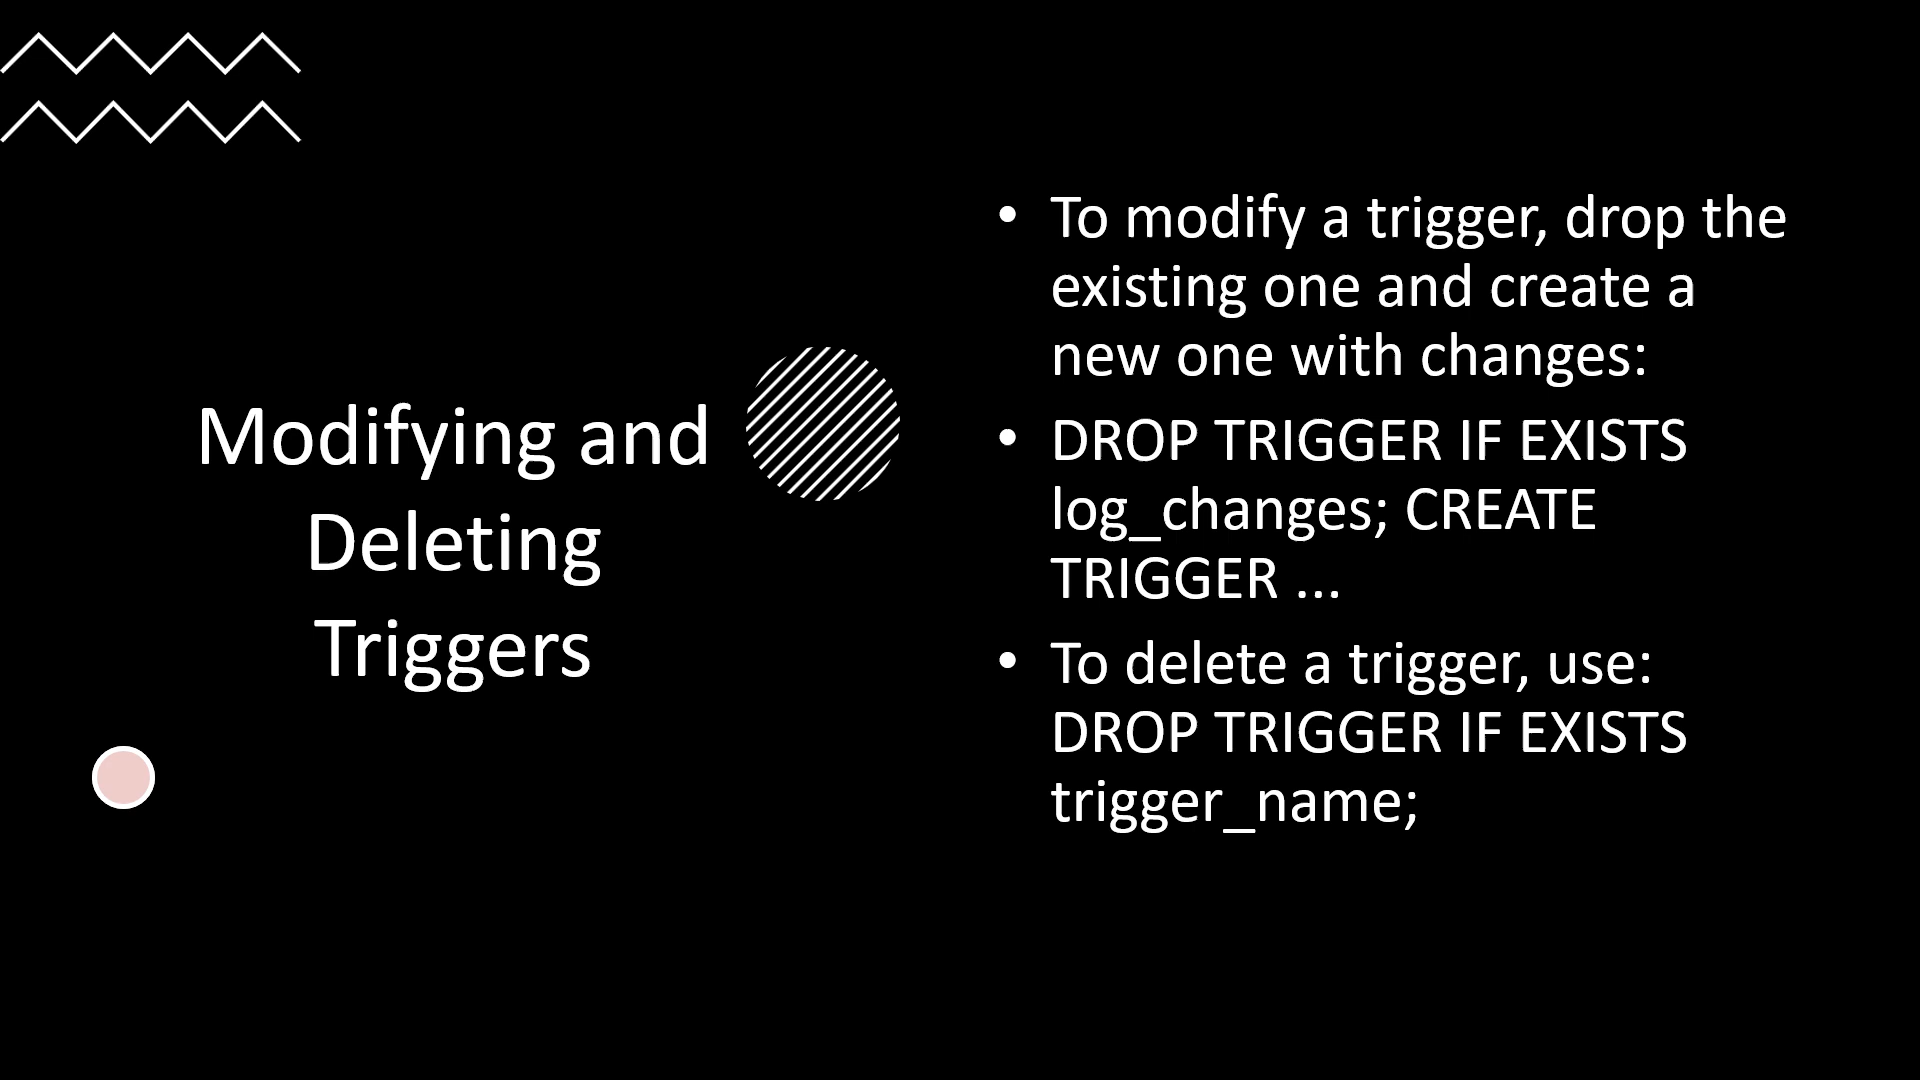 Modifying and
Deleting
Triggers
• To modify a trigger, drop the
existing one and create a
new one with changes:
• DROP TRIGGER IF EXISTS
log_changes; CREATE
TRIGGER ...
• To delete a trigger, use:
DROP TRIGGER IF EXISTS
trigger_name;